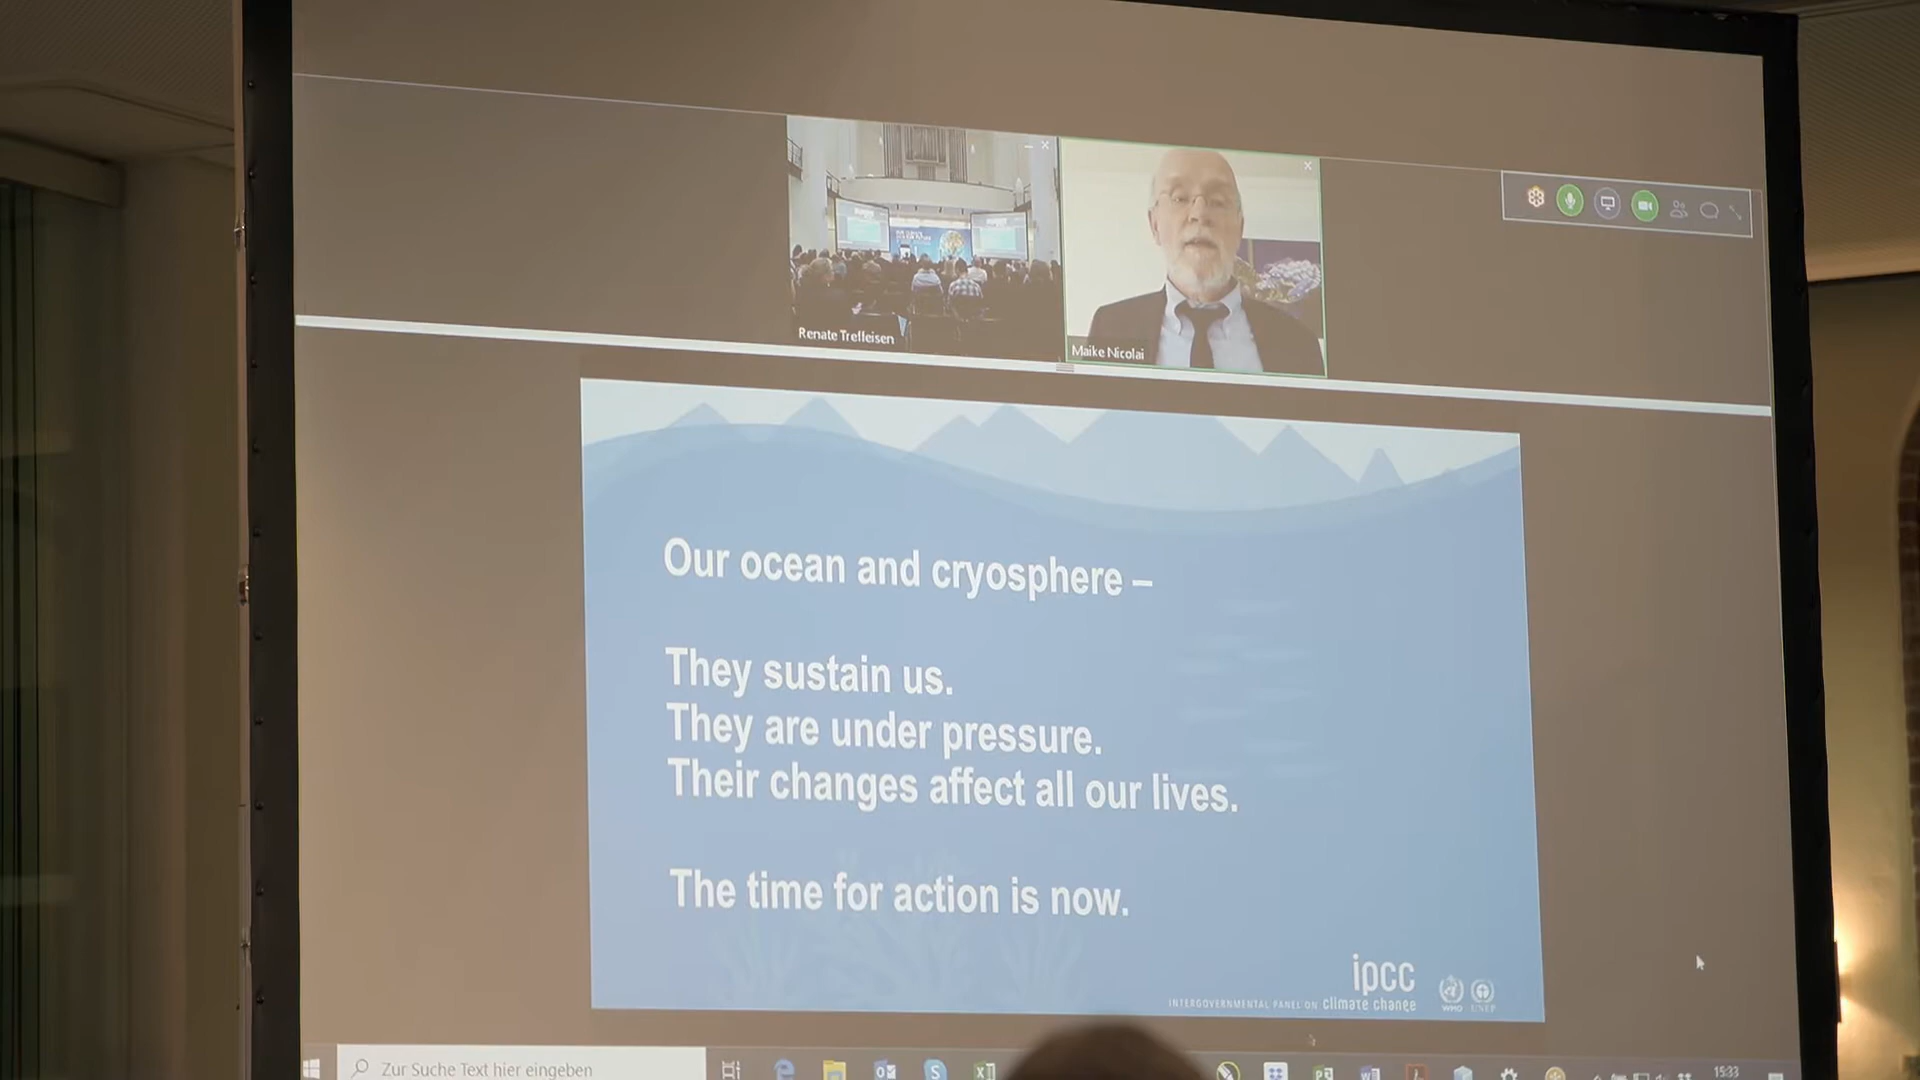 Renate Treffeisen
Maike Nicolai
Our ocean and cryosphere –
They sustain us.
They are under pressure.
Their changes affect all our lives.
The time for action is now.
ipcc
INTERGOVERNMENTAL PANEL ON climate change
WMO UNEP
Zur Suche Text hier eingeben
15:33